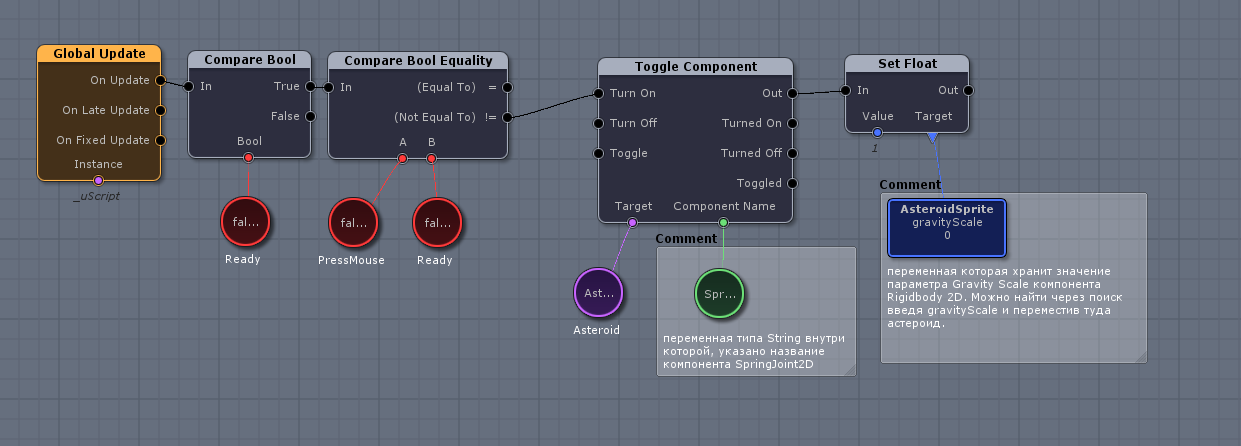 Global Update
On Update
On Late Update
On Fixed Update
Instance
_uScript
Compare Bool
In
True
False
Bool
fal...
Ready
Compare Bool Equality
In
(Equal To) =
(Not Equal To) !=
A B
fal...
PressMouse
fal...
Ready
Toggle Component
Turn On
Out
Turn Off
Turned On
Toggle
Turned Off
Toggled
Target
Component Name
Ast...
Asteroid
Comment
Spr...
переменная типа String внутри
которой, указано название
компонента SpringJoint2D
Set Float
In
Out
Value
Target
1
Comment
AsteroidSprite
gravityScale
0
переменная которая хранит значение
параметра Gravity Scale компонента
Rigidbody 2D. Можно найти через поиск
введя gravityScale и переместив туда
астероид.